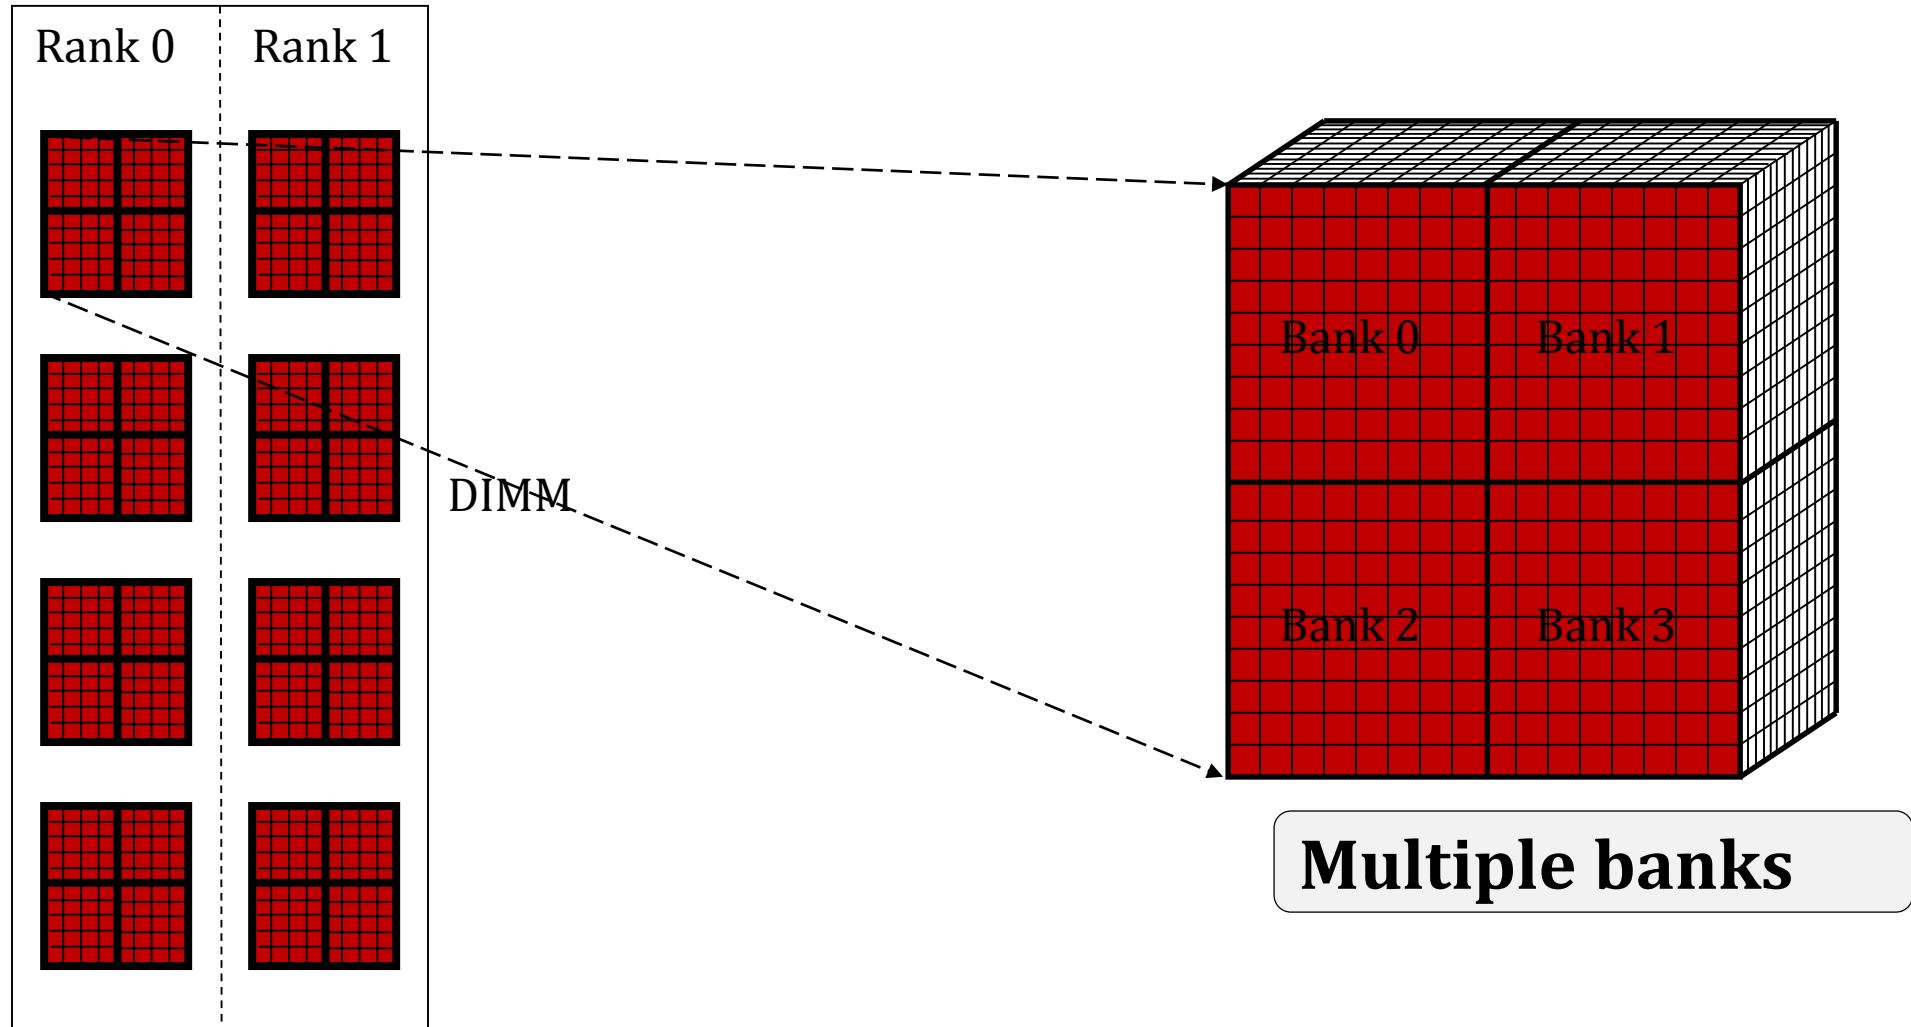 Rank 0
Rank 1
Bank 0
Bank 1
DIMM
Bank 2
Bank 3
Multiple banks